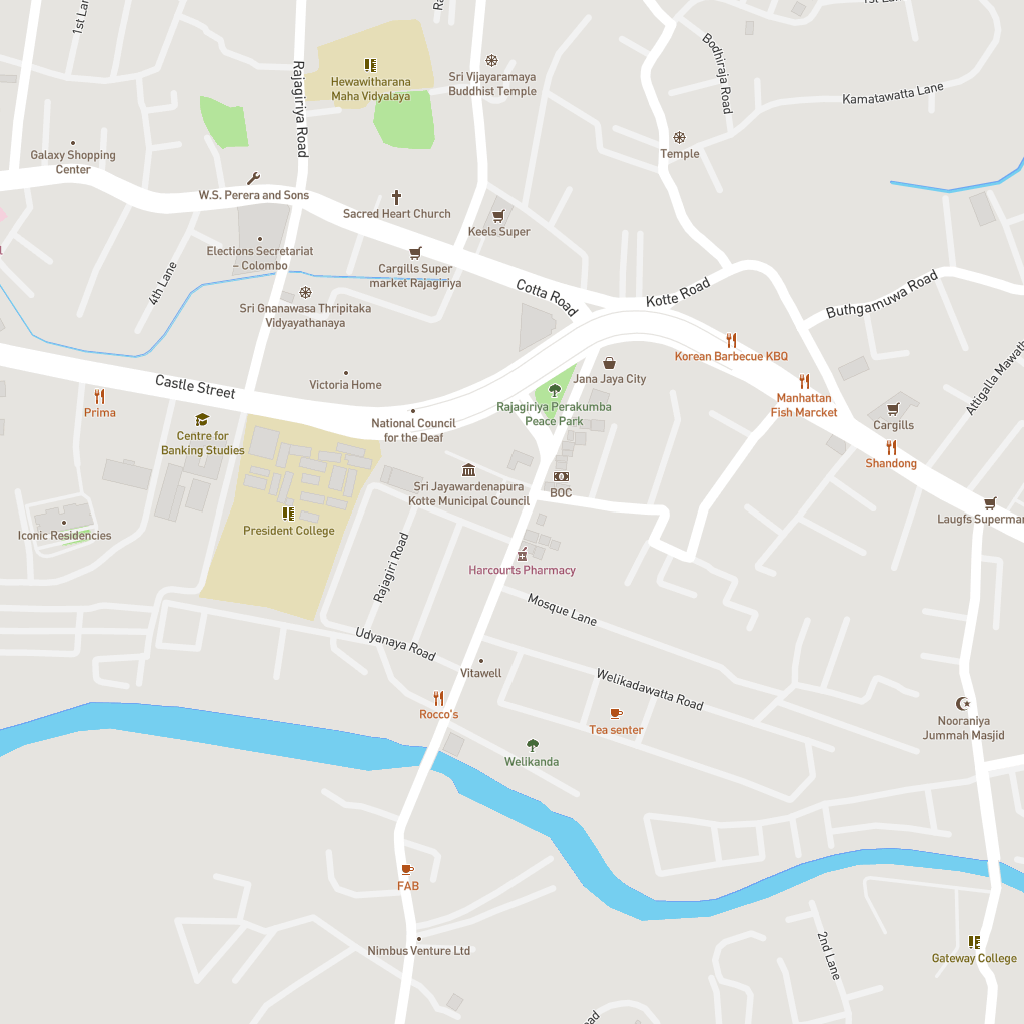 1st Lan
Ra
1st Lan
Hewawitharana
Maha Vidyalaya
Sri Vijayaramaya
Buddhist Temple
Bodhiraja Road
Kamatawatta Lane
Rajagiriya Road
Galaxy Shopping
Center
Temple
W.S. Perera and Sons
Sacred Heart Church
Keels Super
Elections Secretariat
– Colombo
Cargills Super
market Rajagiriya
4th Lane
Cotta Road
Kotte Road
Buthgamuwa Road
Sri Gnanawasa Thripitaka
Vidyayathanaya
Korean Barbecue KBQ
Castle Street
Victoria Home
Jana Jaya City
Attigalla Mawath
Manhattan
Fish Marcket
Prima
Rajagiriya Perakumba
Peace Park
National Council
for the Deaf
Cargills
Centre for
Banking Studies
Shandong
Sri Jayawardenapura
Kotte Municipal Council
BOC
Laugfs Supermar
President College
Iconic Residencies
Rajagiri Road
Harcourts Pharmacy
Mosque Lane
Udyanaya Road
Vitawell
Welikadawatta Road
Rocco's
Tea senter
Nooraniya
Jummah Masjid
Welikanda
FAB
Nimbus Venture Ltd
2nd Lane
Gateway College